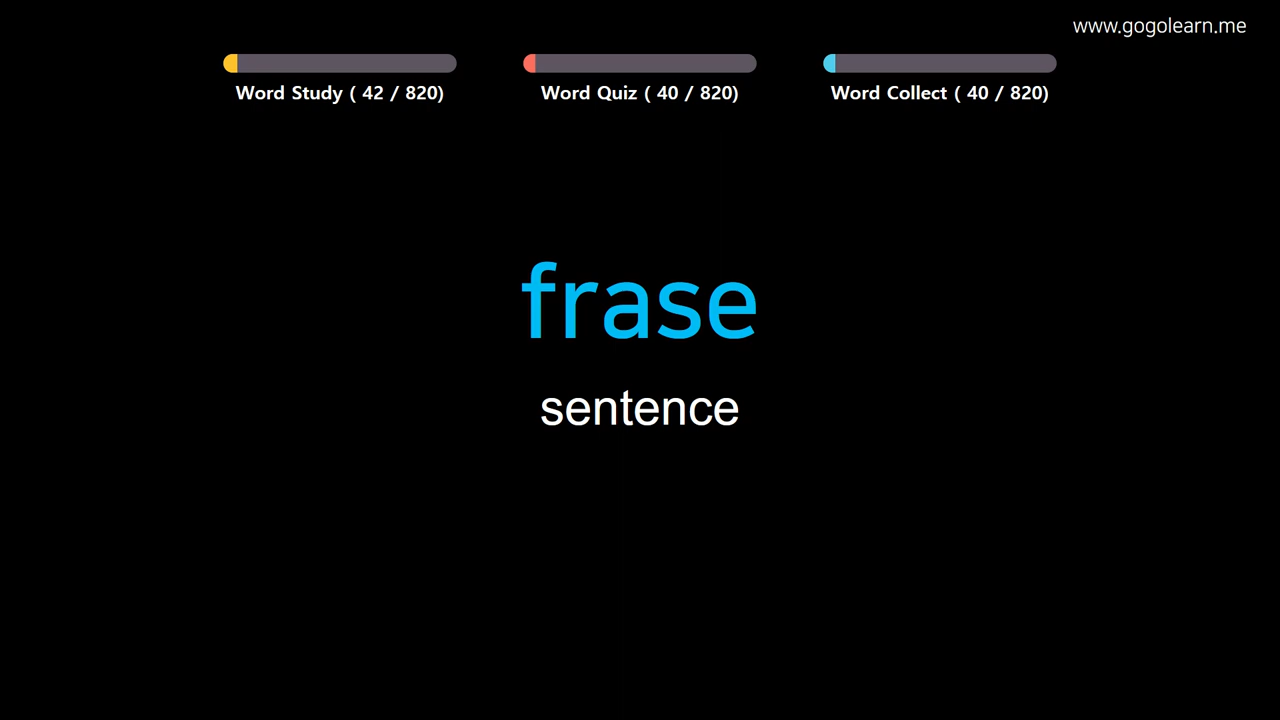 www.gogolearn.me
Word Study ( 42 / 820)
Word Quiz ( 40 / 820)
Word Collect ( 40 / 820)
frase
sentence